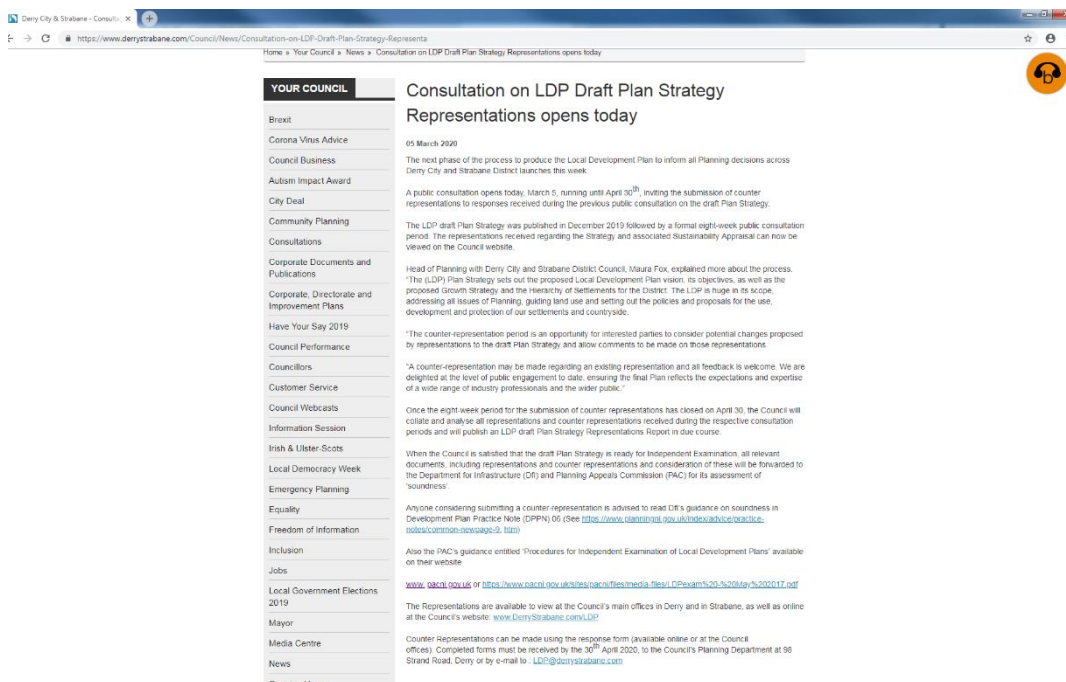 Derry City & Strabane - Consulta
https://www.derrystrabane.com/Council/News/Consultation-on-LDP-Draft-Plan-Strategy-Representa
Home » Your Council » News » Consultation on LDP Draft Plan Strategy Representations opens today
YOUR COUNCIL
Brexit
Corona Virus Advice
Council Business
Autism Impact Award
City Deal
Community Planning
Consultations
Corporate Documents and
Publications
Corporate, Directorate and
Improvement Plans
Have Your Say 2019
Council Performance
Councillors
Customer Service
Council Webcasts
Information Session
Irish & Ulster-Scots
Local Democracy Week
Emergency Planning
Equality
Freedom of Information
Inclusion
Jobs
Local Government Elections
2019
Mayor
Media Centre
News
Consultation on LDP Draft Plan Strategy
Representations opens today
05 March 2020
The next phase of the process to produce the Local Development Plan to inform all Planning decisions across
Derry City and Strabane District launches this week.
A public consultation opens today, March 5, running until April 30th, inviting the submission of counter
representations to responses received during the previous public consultation on the draft Plan Strategy.
The LDP draft Plan Strategy was published in December 2019 followed by a formal eight-week public consultation
period. The representations received regarding the Strategy and associated Sustainability Appraisal can now be
viewed on the Council website.
Head of Planning with Derry City and Strabane District Council, Maura Fox, explained more about the process.
"The (LDP) Plan Strategy sets out the proposed Local Development Plan vision, its objectives, as well as the
proposed Growth Strategy and the Hierarchy of Settlements for the District. The LDP is huge in its scope,
addressing all issues of Planning, guiding land use and setting out the policies and proposals for the use,
development and protection of our settlements and countryside.
"The counter-representation period is an opportunity for interested parties to consider potential changes proposed
by representations to the draft Plan Strategy and allow comments to be made on those representations.
"A counter-representation may be made regarding an existing representation and all feedback is welcome. We are
delighted at the level of public engagement to date, ensuring the final Plan reflects the expectations and expertise
of a wide range of industry professionals and the wider public."
Once the eight-week period for the submission of counter representations has closed on April 30, the Council will
collate and analyse all representations and counter representations received during the respective consultation
periods and will publish an LDP draft Plan Strategy Representations Report in due course.
When the Council is satisfied that the draft Plan Strategy is ready for Independent Examination, all relevant
documents, including representations and counter representations and consideration of these will be forwarded to
the Department for Infrastructure (DfI) and Planning Appeals Commission (PAC) for its assessment of
'soundness'.
Anyone considering submitting a counter-representation is advised to read DfI's guidance on soundness in
Development Plan Practice Note (DPPN) 06 (See https://www.planningni.gov.uk/index/advice/practice-
notes/common-newpage-9. htm)
Also the PAC's guidance entitled 'Procedures for Independent Examination of Local Development Plans' available
on their website
www. pacni.gov.uk or https://www.pacni.gov.uk/sites/pacni/files/media-files/LDPexam%20-%20May%202017.pdf
The Representations are available to view at the Council's main offices in Derry and in Strabane, as well as online
at the Council's website: www.DerryStrabane.com/LDP
Counter Representations can be made using the response form (available online or at the Council
offices). Completed forms must be received by the 30th April 2020, to the Council's Planning Department at 98
Strand Road, Derry or by e-mail to : LDP@derrystrabane.com